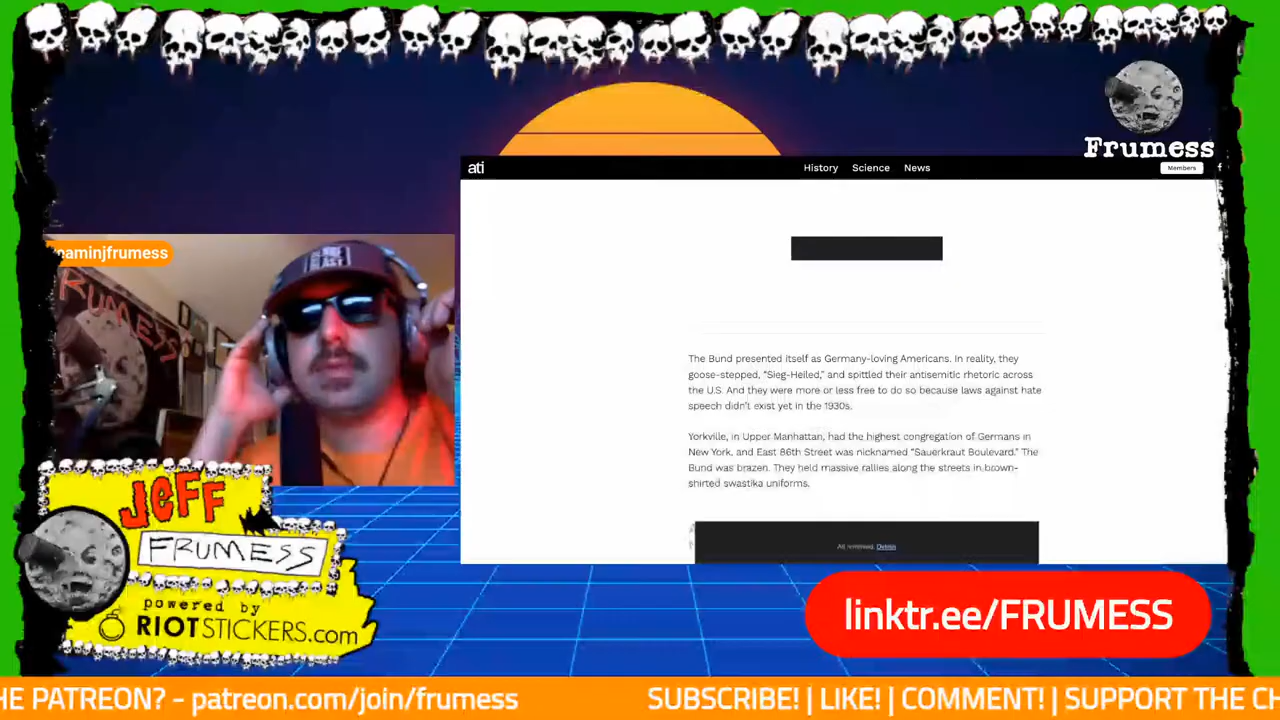 Frumess
ati
History
Science
News
Members
f
aminjfrumess
RUMESS
The Bund presented itself as Germany-loving Americans. In reality, they
goose-stepped, “Sieg-Heiled,” and spittled their antisemitic rhetoric across
the U.S. And they were more or less free to do so because laws against hate
speech didn’t exist yet in the 1930s.
Yorkville, in Upper Manhattan, had the highest congregation of Germans in
New York, and East 86th Street was nicknamed “Sauerkraut Boulevard.” The
Bund was brazen. They held massive rallies along the streets in brown-
shirted swastika uniforms.
Ad removed. Details
JEFF
FRUMESS
powered by
RIOTSTICKERS.com
linktr.ee/FRUMESS
HE PATREON? - patreon.com/join/frumess
SUBSCRIBE! | LIKE! | COMMENT! | SUPPORT THE CH